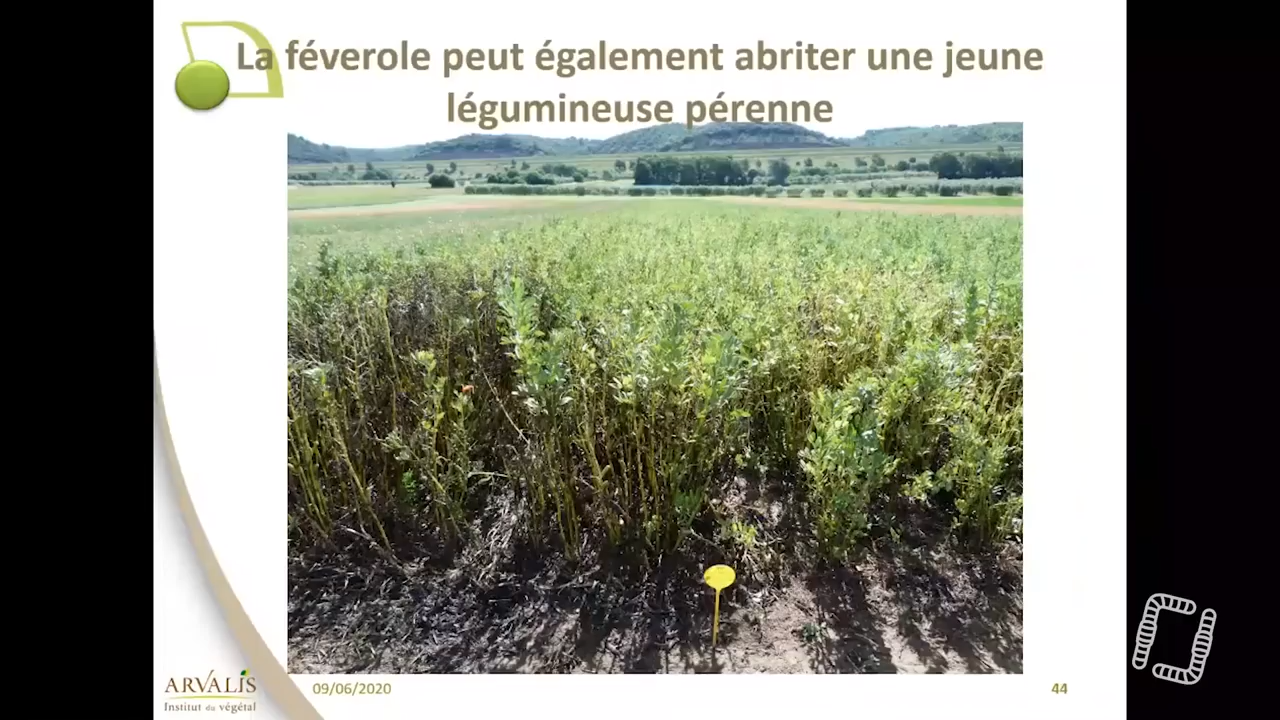 La féverole peut également abriter une jeune
légumineuse pérenne
ARVALIS
Institut du végétal
09/06/2020
44